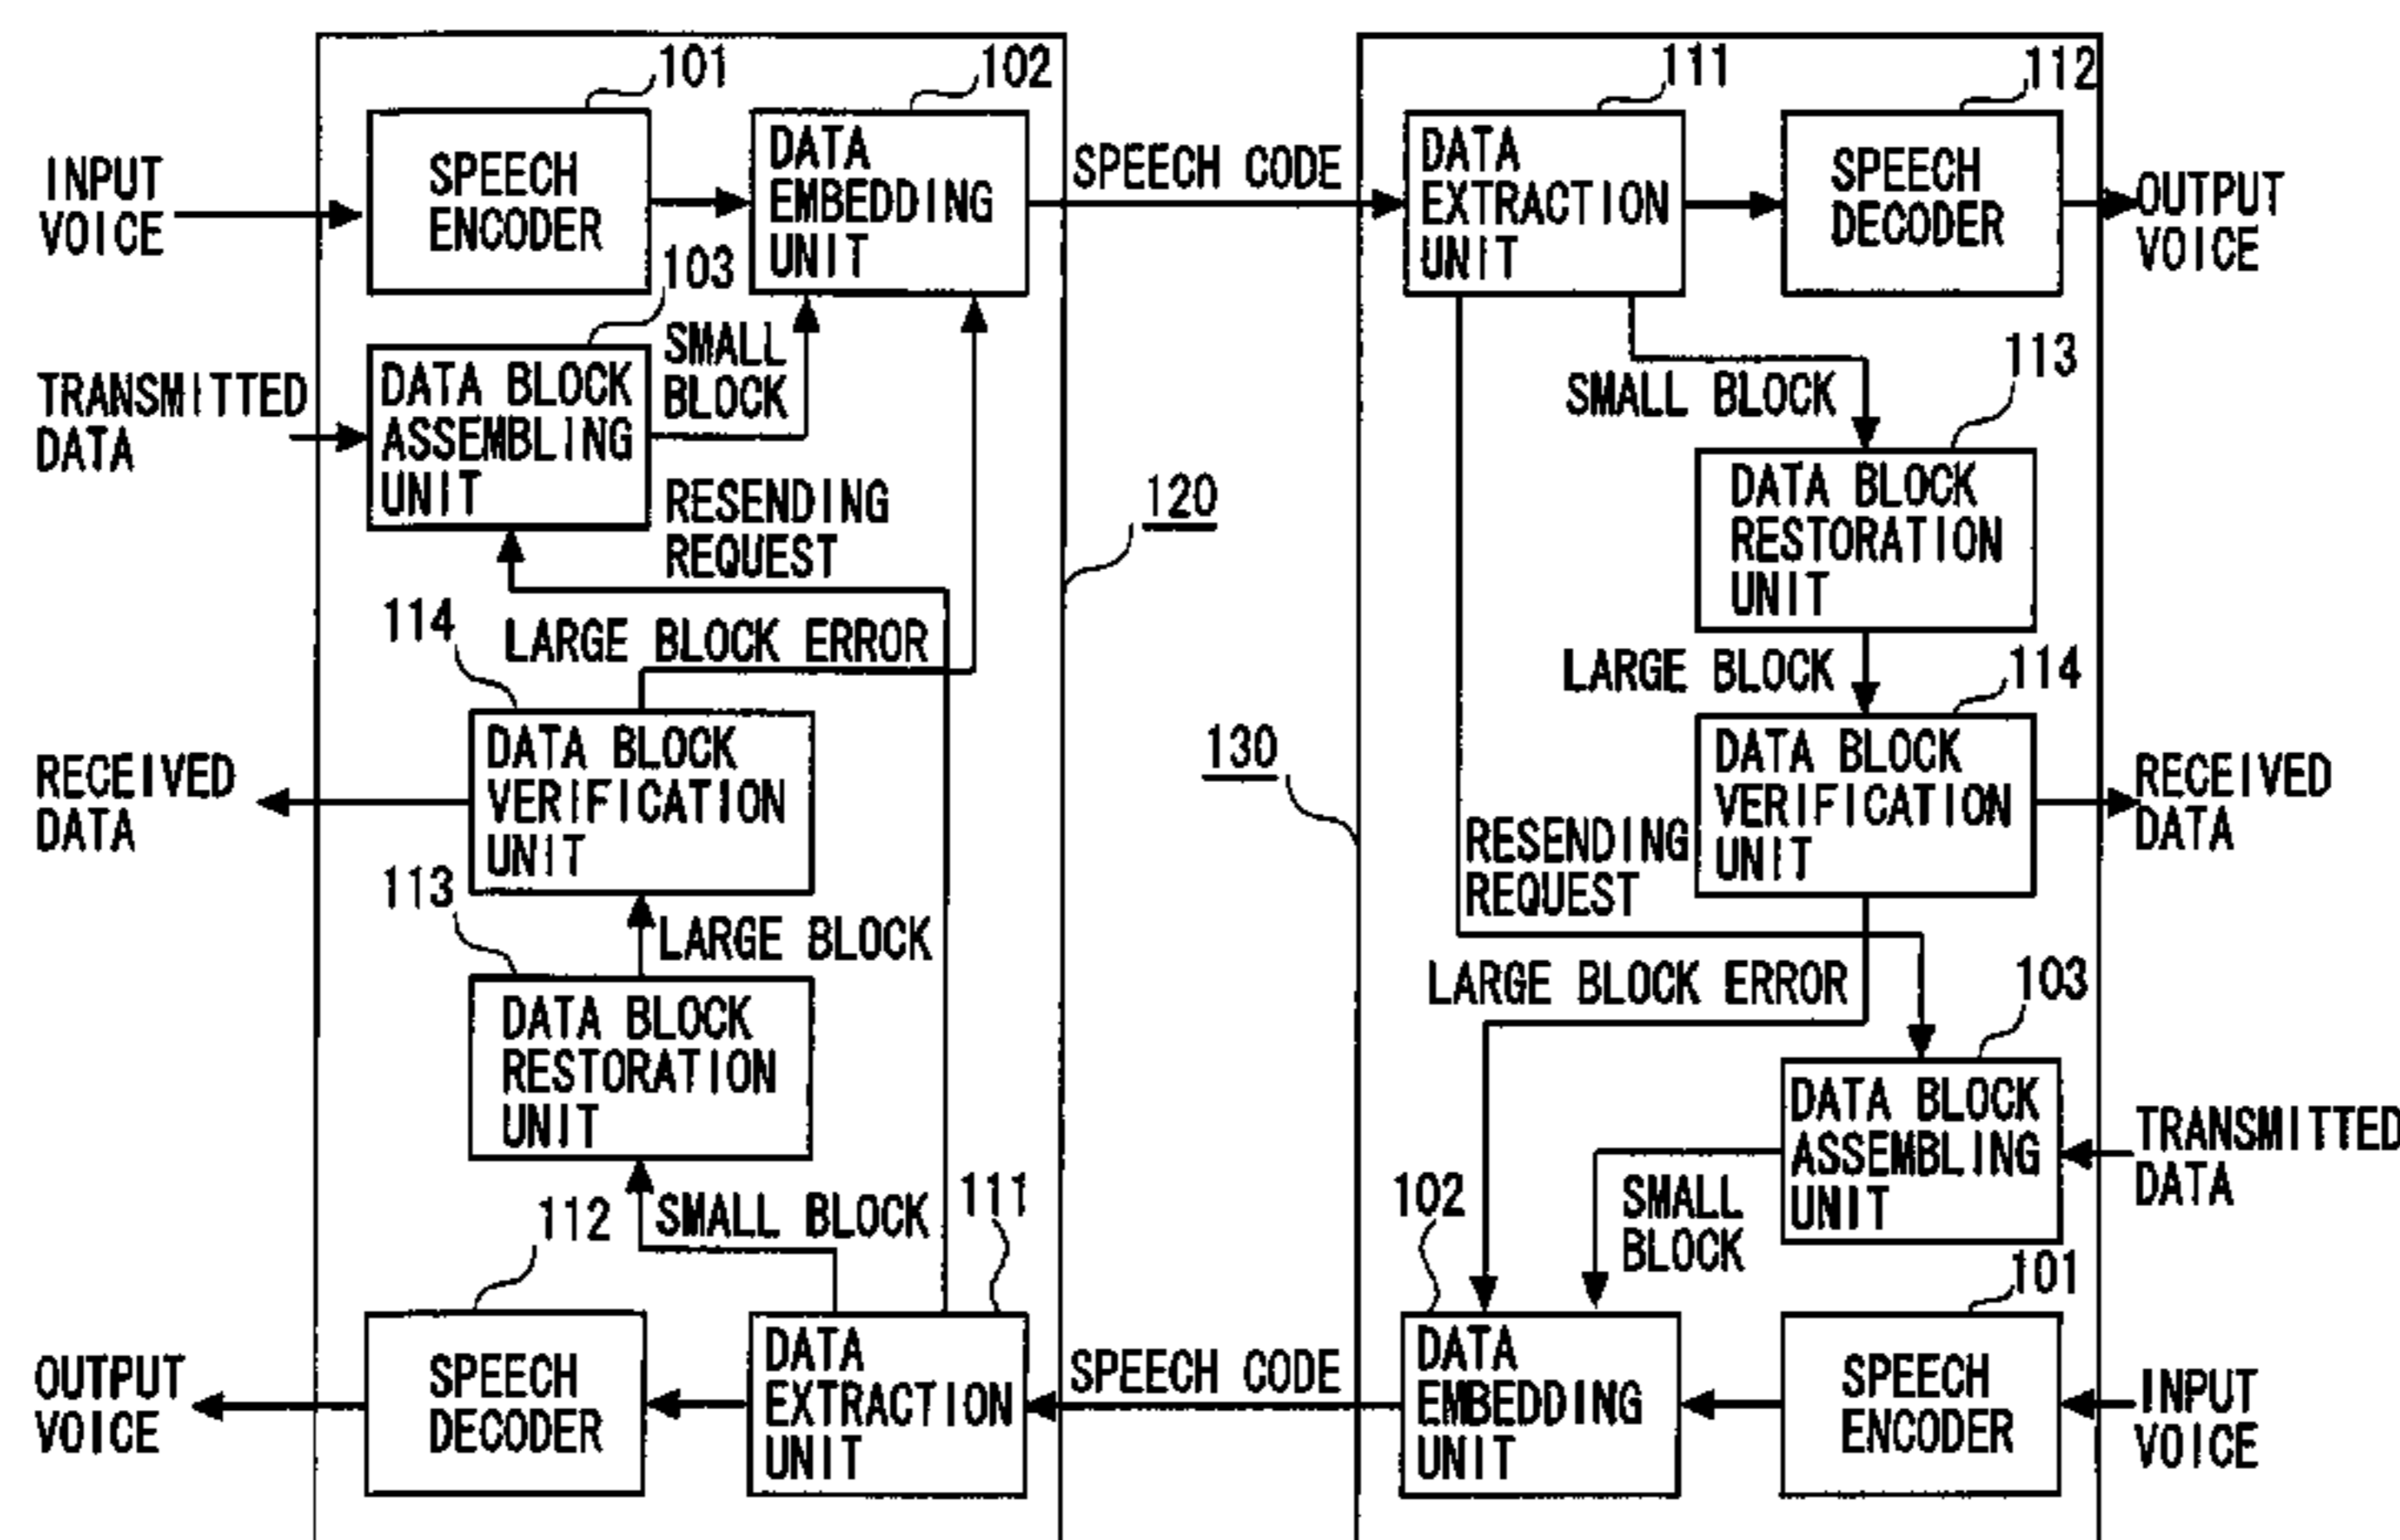 101
102
INPUT
VOICE
SPEECH
ENCODER
DATA
EMBEDDING
UNIT
SPEECH CODE
103
SMALL
BLOCK
TRANSMITTED
DATA
DATA BLOCK
ASSEMBLING
UNIT
RESENDING
REQUEST
120
114
LARGE BLOCK ERROR
RECEIVED
DATA
DATA BLOCK
VERIFICATION
UNIT
113
LARGE BLOCK
DATA BLOCK
RESTORATION
UNIT
112
SMALL BLOCK
111
OUTPUT
VOICE
SPEECH
DECODER
DATA
EXTRACTION
UNIT
SPEECH CODE
111
112
DATA
EXTRACTION
UNIT
SPEECH
DECODER
OUTPUT
VOICE
113
SMALL BLOCK
DATA BLOCK
RESTORATION
UNIT
LARGE BLOCK
114
130
DATA BLOCK
VERIFICATION
UNIT
RECEIVED
DATA
RESENDING
REQUEST
LARGE BLOCK ERROR
103
DATA BLOCK
ASSEMBLING
UNIT
TRANSMITTED
DATA
102
SMALL
BLOCK
101
DATA
EMBEDDING
UNIT
SPEECH
ENCODER
INPUT
VOICE